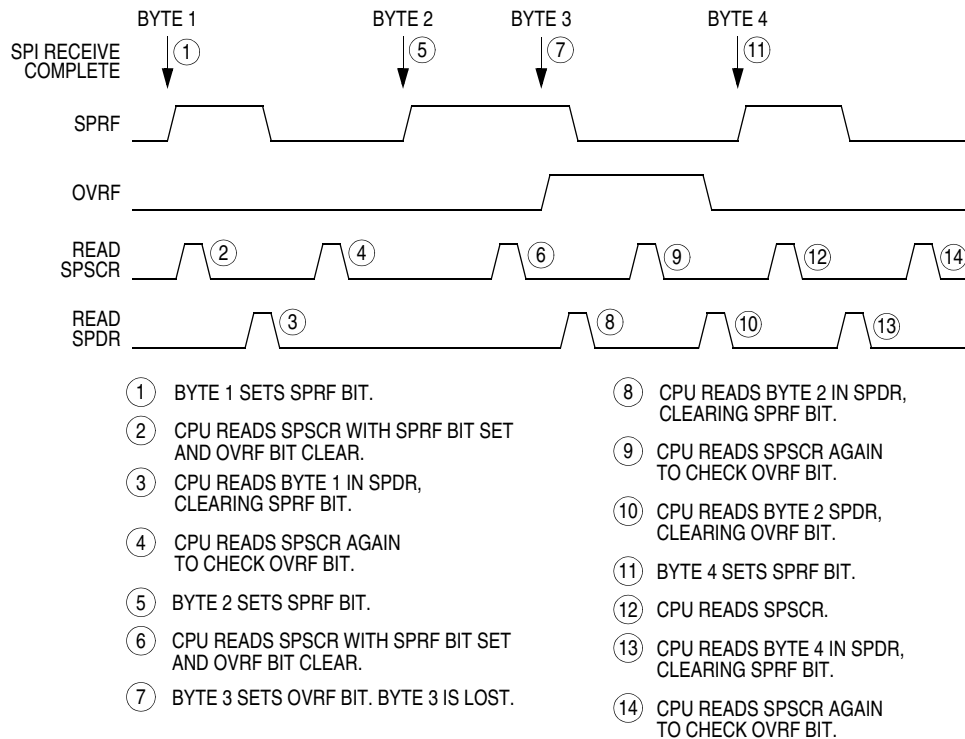 BYTE 1
BYTE 2
BYTE 3
BYTE 4
SPI RECEIVE
COMPLETE
1
5
7
11
SPRF
OVRF
READ
SPSCR
2
4
6
9
12
14
READ
SPDR
3
8
10
13
1 BYTE 1 SETS SPRF BIT.
2 CPU READS SPSCR WITH SPRF BIT SET
AND OVRF BIT CLEAR.
3 CPU READS BYTE 1 IN SPDR,
CLEARING SPRF BIT.
4 CPU READS SPSCR AGAIN
TO CHECK OVRF BIT.
5 BYTE 2 SETS SPRF BIT.
6 CPU READS SPSCR WITH SPRF BIT SET
AND OVRF BIT CLEAR.
7 BYTE 3 SETS OVRF BIT. BYTE 3 IS LOST.
8 CPU READS BYTE 2 IN SPDR,
CLEARING SPRF BIT.
9 CPU READS SPSCR AGAIN
TO CHECK OVRF BIT.
10 CPU READS BYTE 2 SPDR,
CLEARING OVRF BIT.
11 BYTE 4 SETS SPRF BIT.
12 CPU READS SPSCR.
13 CPU READS BYTE 4 IN SPDR,
CLEARING SPRF BIT.
14 CPU READS SPSCR AGAIN
TO CHECK OVRF BIT.